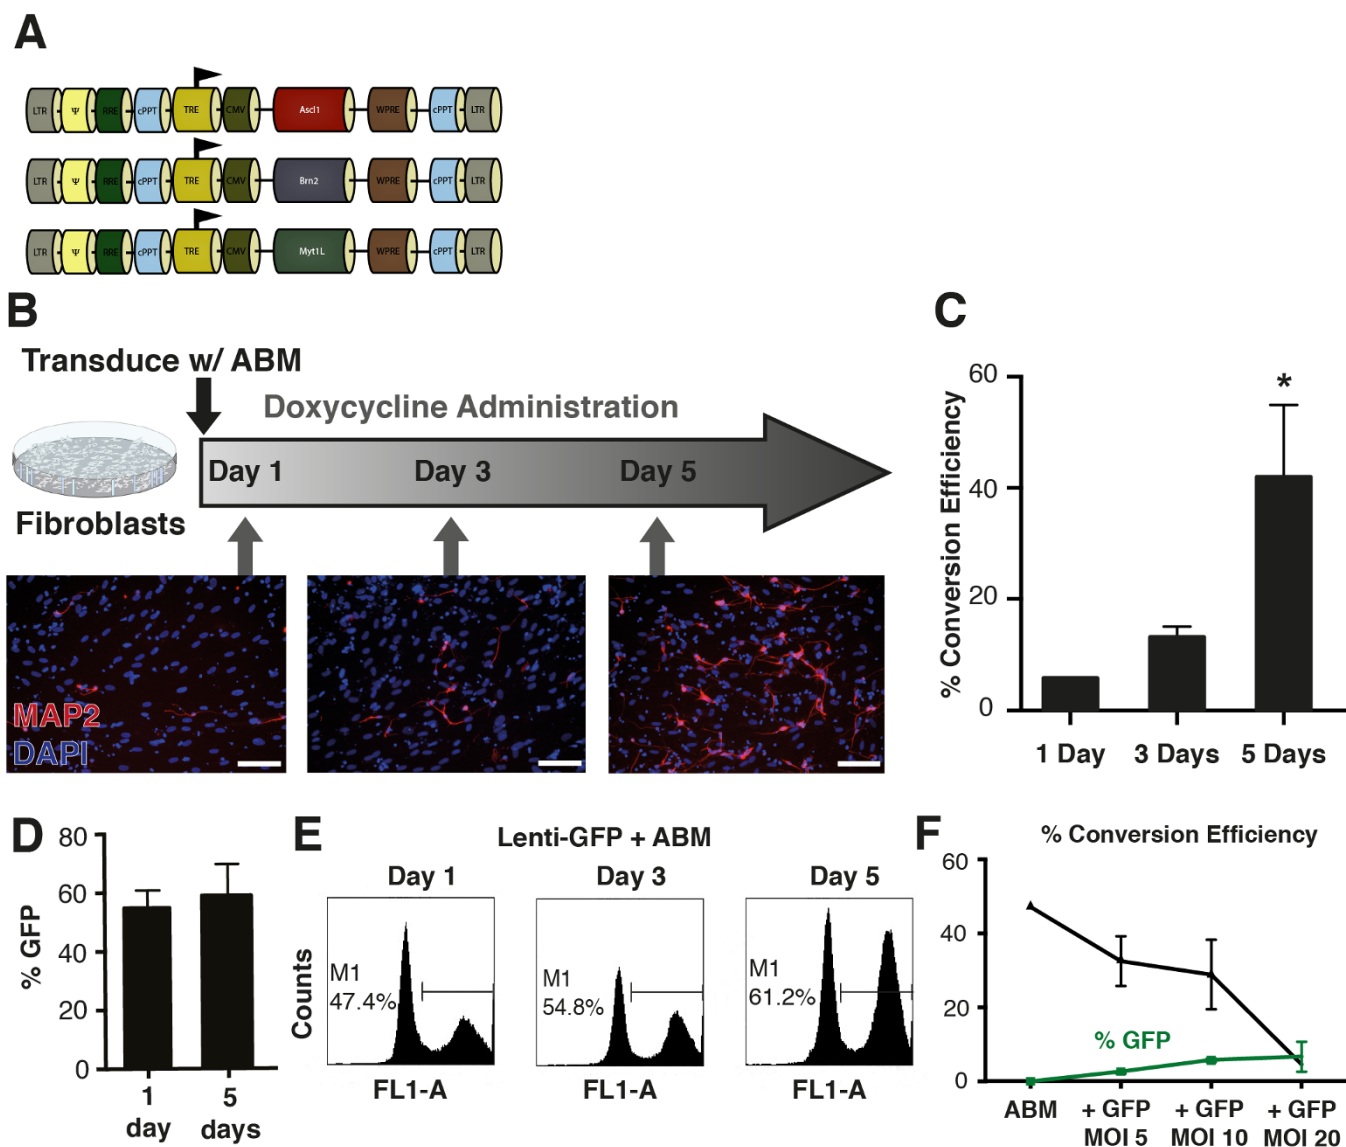 A
LTR Ψ RRE cPPT TRE CMV Ascl1 WPRE cPPT LTR
LTR Ψ RRE cPPT TRE CMV Brn2 WPRE cPPT LTR
LTR Ψ RRE cPPT TRE CMV Myt1L WPRE cPPT LTR
B
Transduce w/ ABM
Doxycycline Administration
Day 1 Day 3 Day 5
Fibroblasts
MAP2
DAPI
C
% Conversion Efficiency
60
40
20
0
*
1 Day 3 Days 5 Days
D
% GFP
80
60
40
20
0
1 day
5 days
E
Lenti-GFP + ABM
Day 1 Day 3 Day 5
Counts
M1
47.4%
M1
54.8%
M1
61.2%
FL1-A FL1-A FL1-A
F
% Conversion Efficiency
60
40
20
0
% GFP
ABM + GFP + GFP + GFP
MOI 5 MOI 10 MOI 20